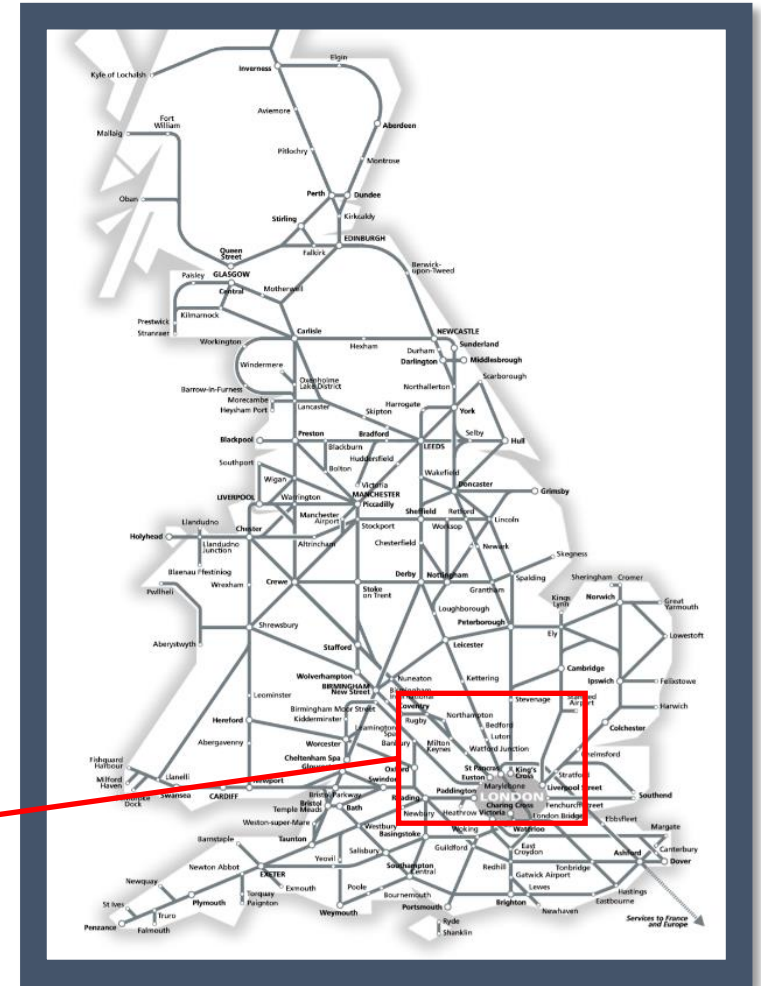 Elgin
Inverness
Kyle of Lochalsh
Aviemore
Fort
William
Mallaig
Aberdeen
Pitlochry
Montrose
Perth
Dundee
Oban
Kirkcaldy
Stirling
EDINBURGH
Queen
Street
Falkirk
Berwick-
upon-Tweed
Paisley
GLASGOW
Central
Motherwell
Prestwick
Kilmarnock
Stranraer
Carlisle
NEWCASTLE
Workington
Hexham
Sunderland
Durham
Darlington
Middlesbrough
Windermere
Oxenholme
Lake District
Scarborough
Barrow-in-Furness
Northallerton
Morecambe
Heysham Port
Lancaster
Harrogate
York
Skipton
Blackpool
Preston
Bradford
Selby
Hull
Blackburn
LEEDS
Southport
Huddersfield
Bolton
Wakefield
Wigan
Victoria
MANCHESTER
Doncaster
Grimsby
LIVERPOOL
Warrington
Piccadilly
Manchester
Airport
Sheffield
Retford
Llandudno
Stockport
Worksop
Lincoln
Holyhead
Chester
Llandudno
Junction
Altrincham
Chesterfield
Newark
Skegness
Blaenau Ffestiniog
Wrexham
Crewe
Derby
Nottingham
Spalding
Sheringham
Cromer
Pwllheli
Stoke
on Trent
Grantham
Kings
Lynn
Norwich
Great
Yarmouth
Loughborough
Peterborough
Shrewsbury
Ely
Lowestoft
Aberystwyth
Stafford
Leicester
Wolverhampton
Cambridge
BIRMINGHAM
New Street
Nuneaton
Kettering
Ipswich
Felixstowe
Birmingham
International
Leominster
Coventry
Stevenage
Stansted
Airport
Harwich
Birmingham Moor Street
Kidderminster
Rugby
Northampton
Hereford
Leamington
Spa
Bedford
Colchester
Worcester
Banbury
Milton
Keynes
Luton
Abergavenny
Watford Junction
Chelmsford
Fishguard
Harbour
Cheltenham Spa
Gloucester
Oxford
St Pancras
King's
Cross
Euston
Stratford
Milford
Haven
Llanelli
Newport
Swindon
Marylebone
Liverpool Street
Pembroke
Dock
Swansea
CARDIFF
Bristol Parkway
Reading
Paddington
LONDON
Southend
Bristol
Temple Meads
Bath
Charing Cross
Fenchurch Street
Newbury
Heathrow
Victoria
London Bridge
Ebbsfleet
Weston-super-Mare
Westbury
Basingstoke
Woking
Waterloo
Margate
Barnstaple
Taunton
Salisbury
Guildford
East
Croydon
Canterbury
Newton Abbot
Yeovil
Southampton
Central
Redhill
Tonbridge
Ashford
Dover
EXETER
Gatwick Airport
Newquay
Exmouth
Poole
Bournemouth
Lewes
Hastings
Torquay
Paignton
Eastbourne
St Ives
Plymouth
Weymouth
Portsmouth
Brighton
Newhaven
Truro
Ryde
Services to France
and Europe
Penzance
Falmouth
Shanklin